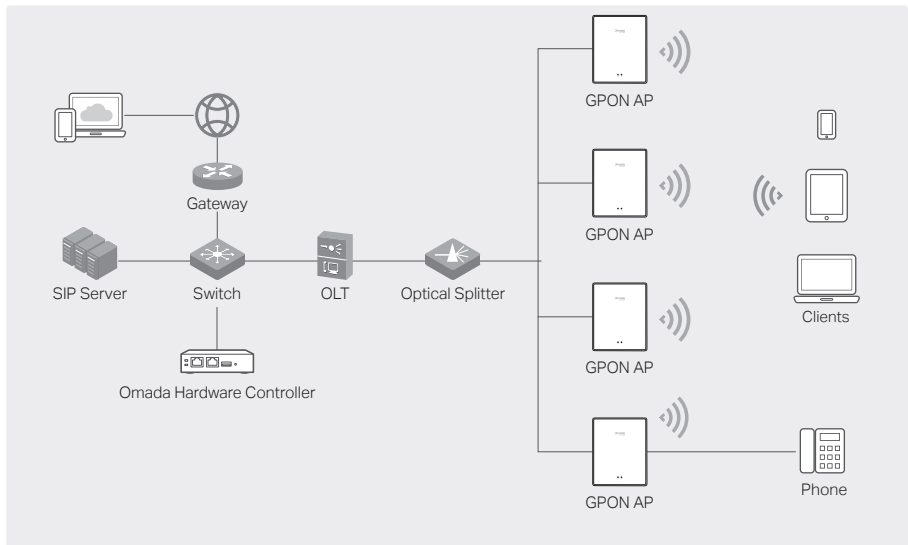 GPON AP
Gateway
GPON AP
SIP Server
Switch
OLT
Optical Splitter
Clients
GPON AP
Omada Hardware Controller
Phone
GPON AP